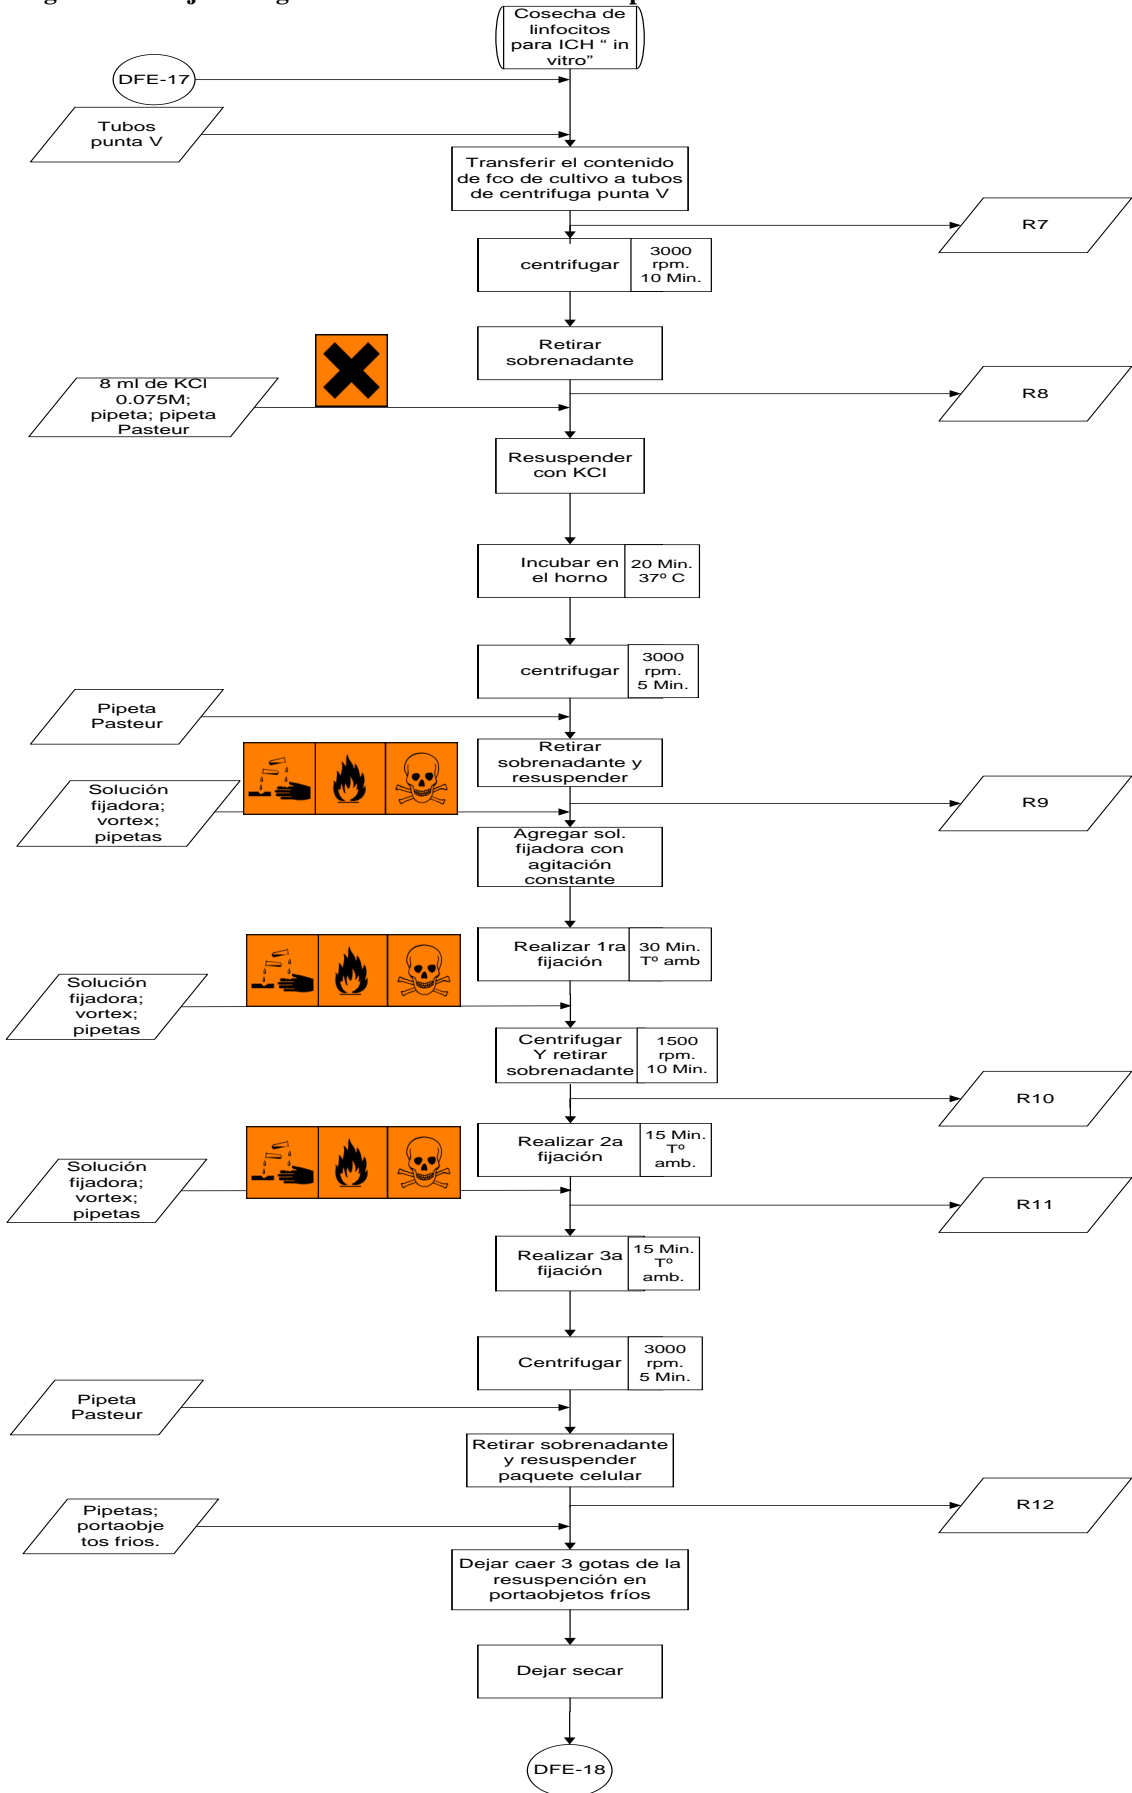 Cosecha de
linfocitos
para ICH “ in
vitro”
DFE-17
Tubos
punta V
Transferir el contenido
de fco de cultivo a tubos
de centrifuga punta V
R7
centrifugar
3000
rpm.
10 Min.
Retirar
sobrenadante
8 ml de KCl
0.075M;
pipeta; pipeta
Pasteur
R8
Resuspender
con KCl
Incubar en
el horno
20 Min.
37º C
centrifugar
3000
rpm.
5 Min.
Pipeta
Pasteur
Retirar
sobrenadante y
resuspender
Solución
fijadora;
vortex;
pipetas
R9
Agregar sol.
fijadora con
agitación
constante
Realizar 1ra
fijación
30 Min.
Tº amb
Solución
fijadora;
vortex;
pipetas
Centrifugar
Y retirar
sobrenadante
1500
rpm.
10 Min.
R10
Realizar 2a
fijación
15 Min.
Tº
amb.
Solución
fijadora;
vortex;
pipetas
R11
Realizar 3a
fijación
15 Min.
Tº
amb.
Centrifugar
3000
rpm.
5 Min.
Pipeta
Pasteur
Retirar sobrenadante
y resuspender
paquete celular
R12
Pipetas;
portaobje
tos frios.
Dejar caer 3 gotas de la
resuspención en
portaobjetos fríos
Dejar secar
DFE-18